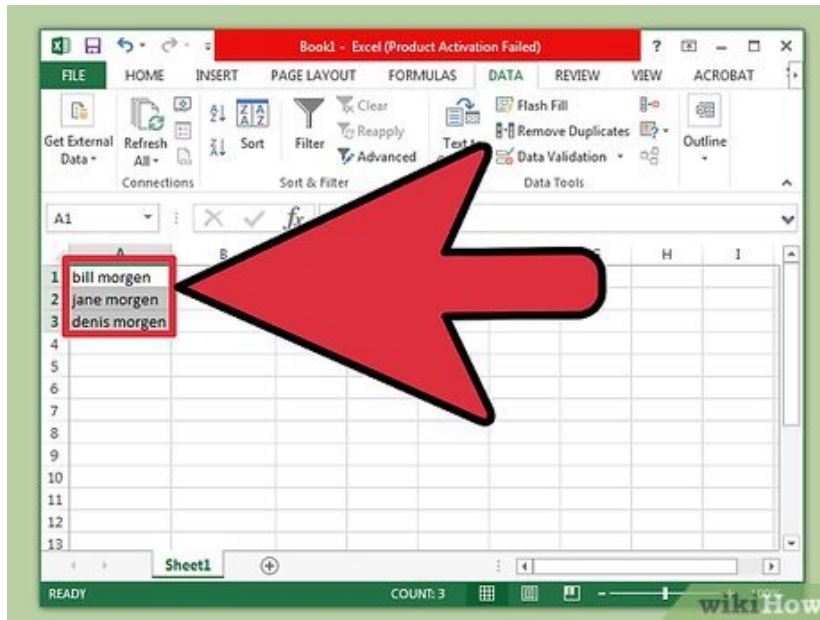 Book1 - Excel (Product Activation Failed)
FILE HOME INSERT PAGE LAYOUT FORMULAS DATA REVIEW VIEW ACROBAT
Get External Data
Refresh All
Connections
Sort
Filter
Clear
Reapply
Advanced
Sort & Filter
Text
Flash Fill
Remove Duplicates
Data Validation
Data Tools
Outline
A1
fx
A B H I
1 bill morgen
2 jane morgen
3 denis morgen
4
5
6
7
8
9
10
11
12
13
Sheet1
READY COUNT: 3
wikiHow